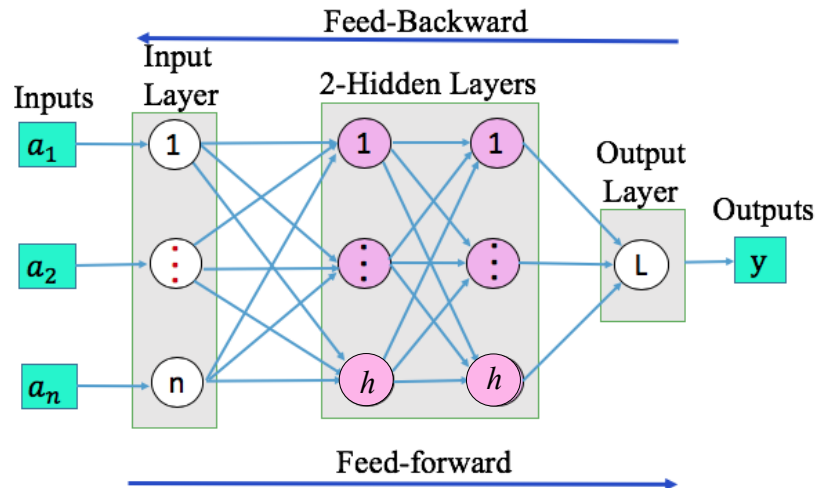 Feed-Backward
Input
Layer
Inputs
2-Hidden Layers
Output
Layer
Outputs
a₁
1
1
1
a₂
⋮
⋮
⋮
L
y
aₙ
n
h
h
Feed-forward